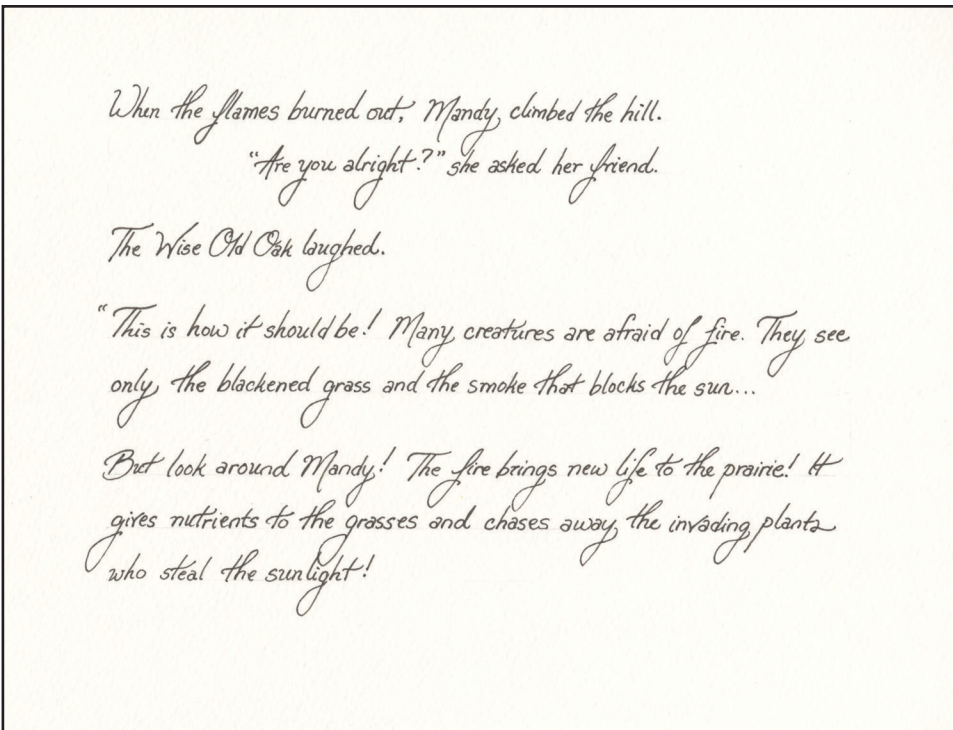 When the flames burned out, Mandy climbed the hill.
"Are you alright?" she asked her friend.
The Wise Old Oak laughed.
"This is how it should be! Many creatures are afraid of fire. They see
only the blackened grass and the smoke that blocks the sun...
But look around Mandy! The fire brings new life to the prairie! It
gives nutrients to the grasses and chases away the invading plants
who steal the sunlight!